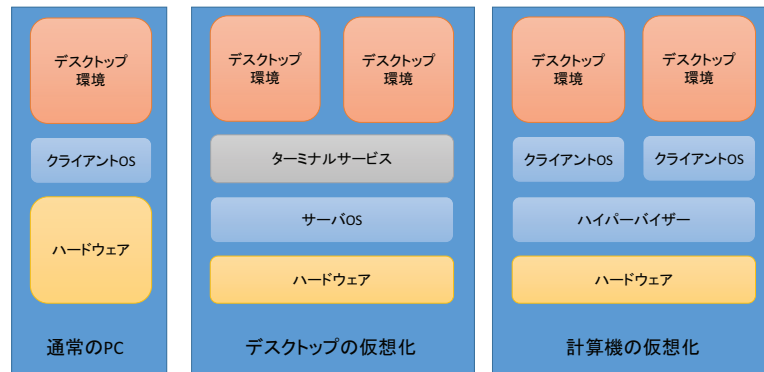 デスクトップ
環境
クライアントOS
ハードウェア
通常のPC
デスクトップ
環境
デスクトップ
環境
ターミナルサービス
サーバOS
ハードウェア
デスクトップの仮想化
デスクトップ
環境
デスクトップ
環境
クライアントOS
クライアントOS
ハイパーバイザー
ハードウェア
計算機の仮想化